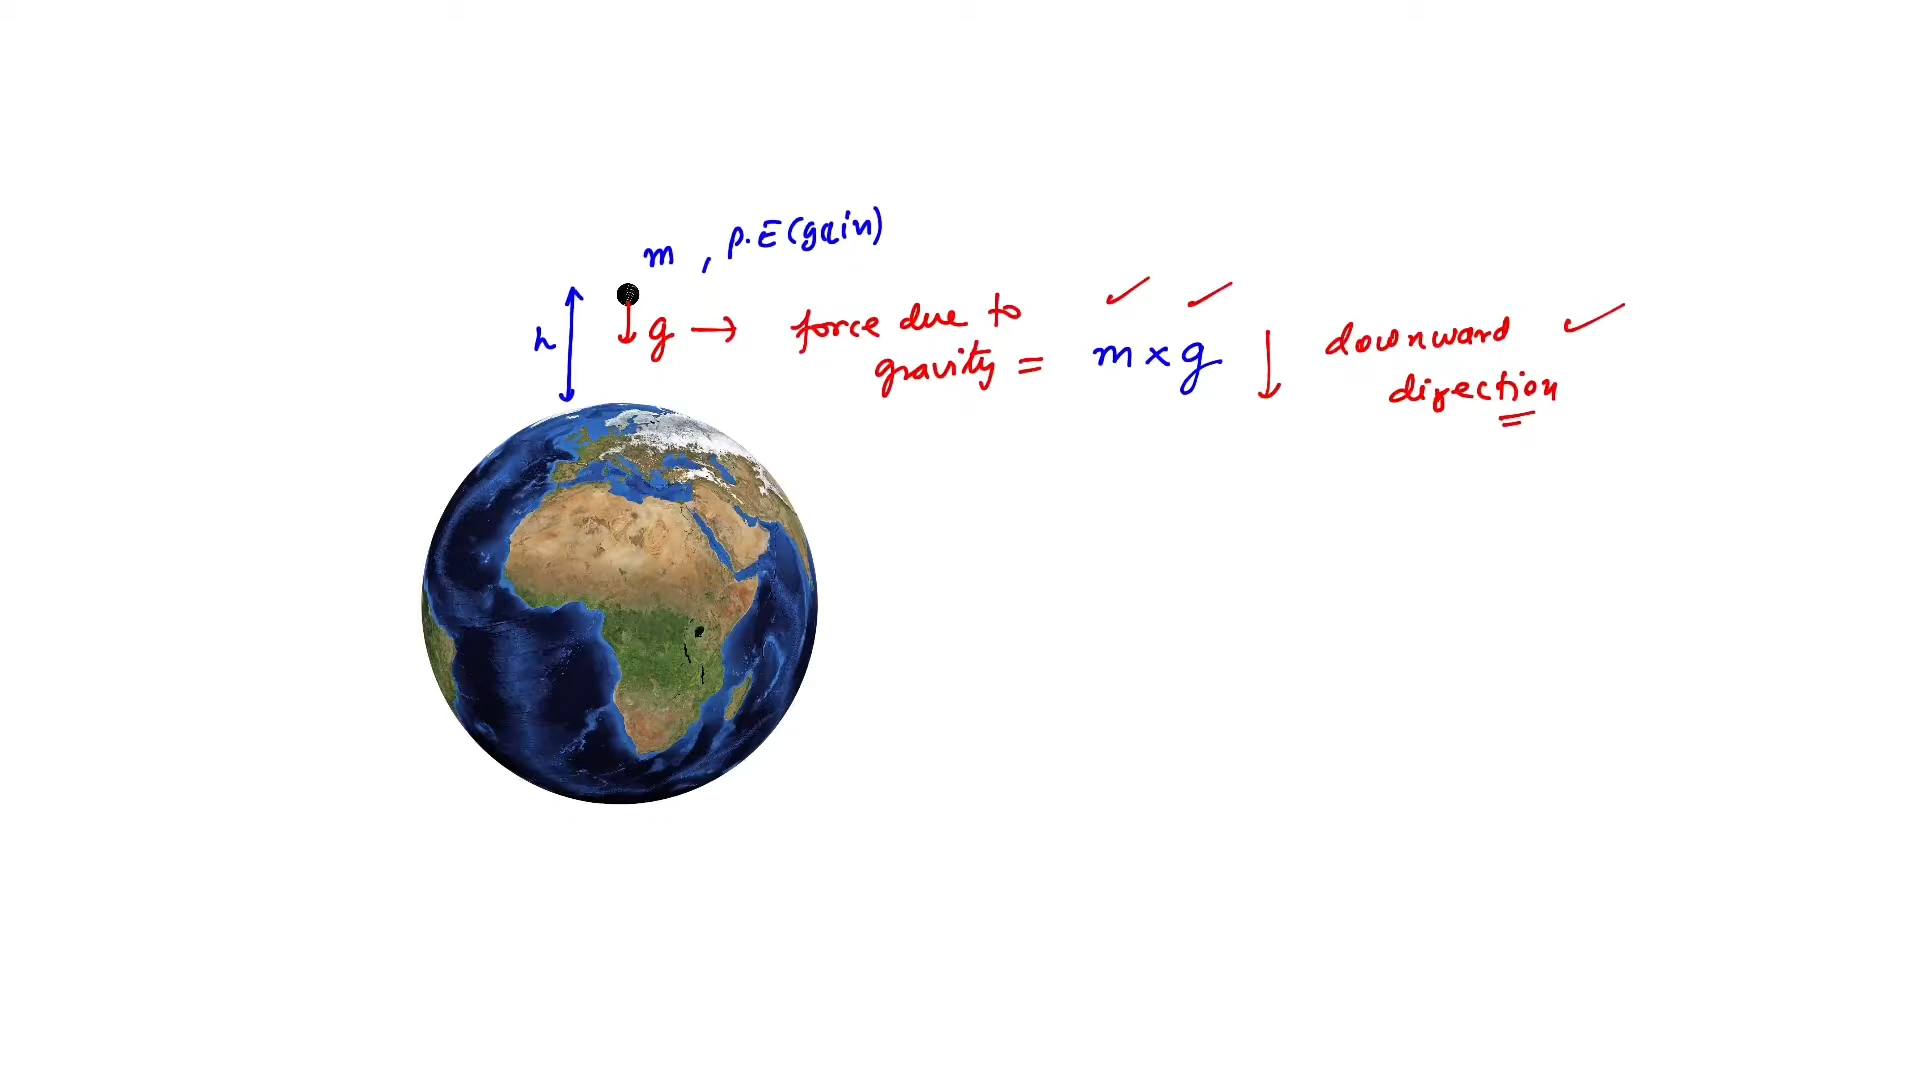 m , P.E (gain)
h
g → force due to
gravity = m × g ↓ downward
direction